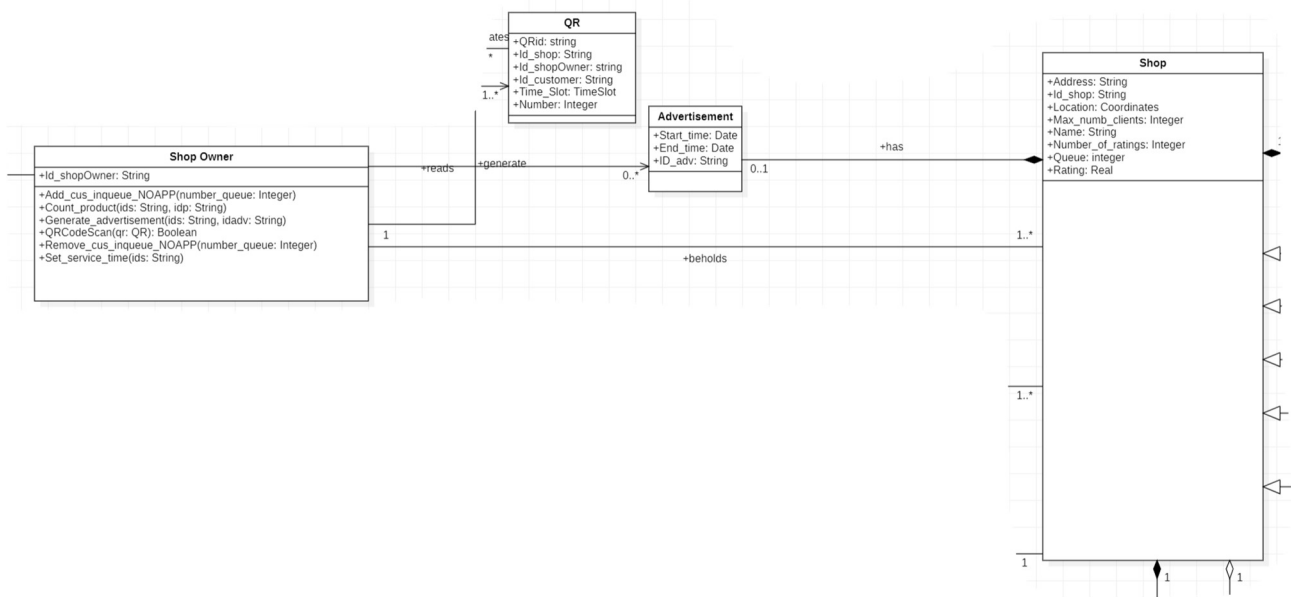 QR
+QRid: string
+Id_shop: String
+Id_shopOwner: string
+Id_customer: String
+Time_Slot: TimeSlot
+Number: Integer
ates
*
1..*
Shop
+Address: String
+Id_shop: String
+Location: Coordinates
+Max_numb_clients: Integer
+Name: String
+Number_of_ratings: Integer
+Queue: integer
+Rating: Real
Advertisement
+Start_time: Date
+End_time: Date
+ID_adv: String
+has
0..1
Shop Owner
+Id_shopOwner: String
+Add_cus_inqueue_NOAPP(number_queue: Integer)
+Count_product(ids: String, idp: String)
+Generate_advertisement(ids: String, idadv: String)
+QRCodeScan(qr: QR): Boolean
+Remove_cus_inqueue_NOAPP(number_queue: Integer)
+Set_service_time(ids: String)
+reads
+generate
0..*
1
1..*
+beholds
1..*
1
1
1